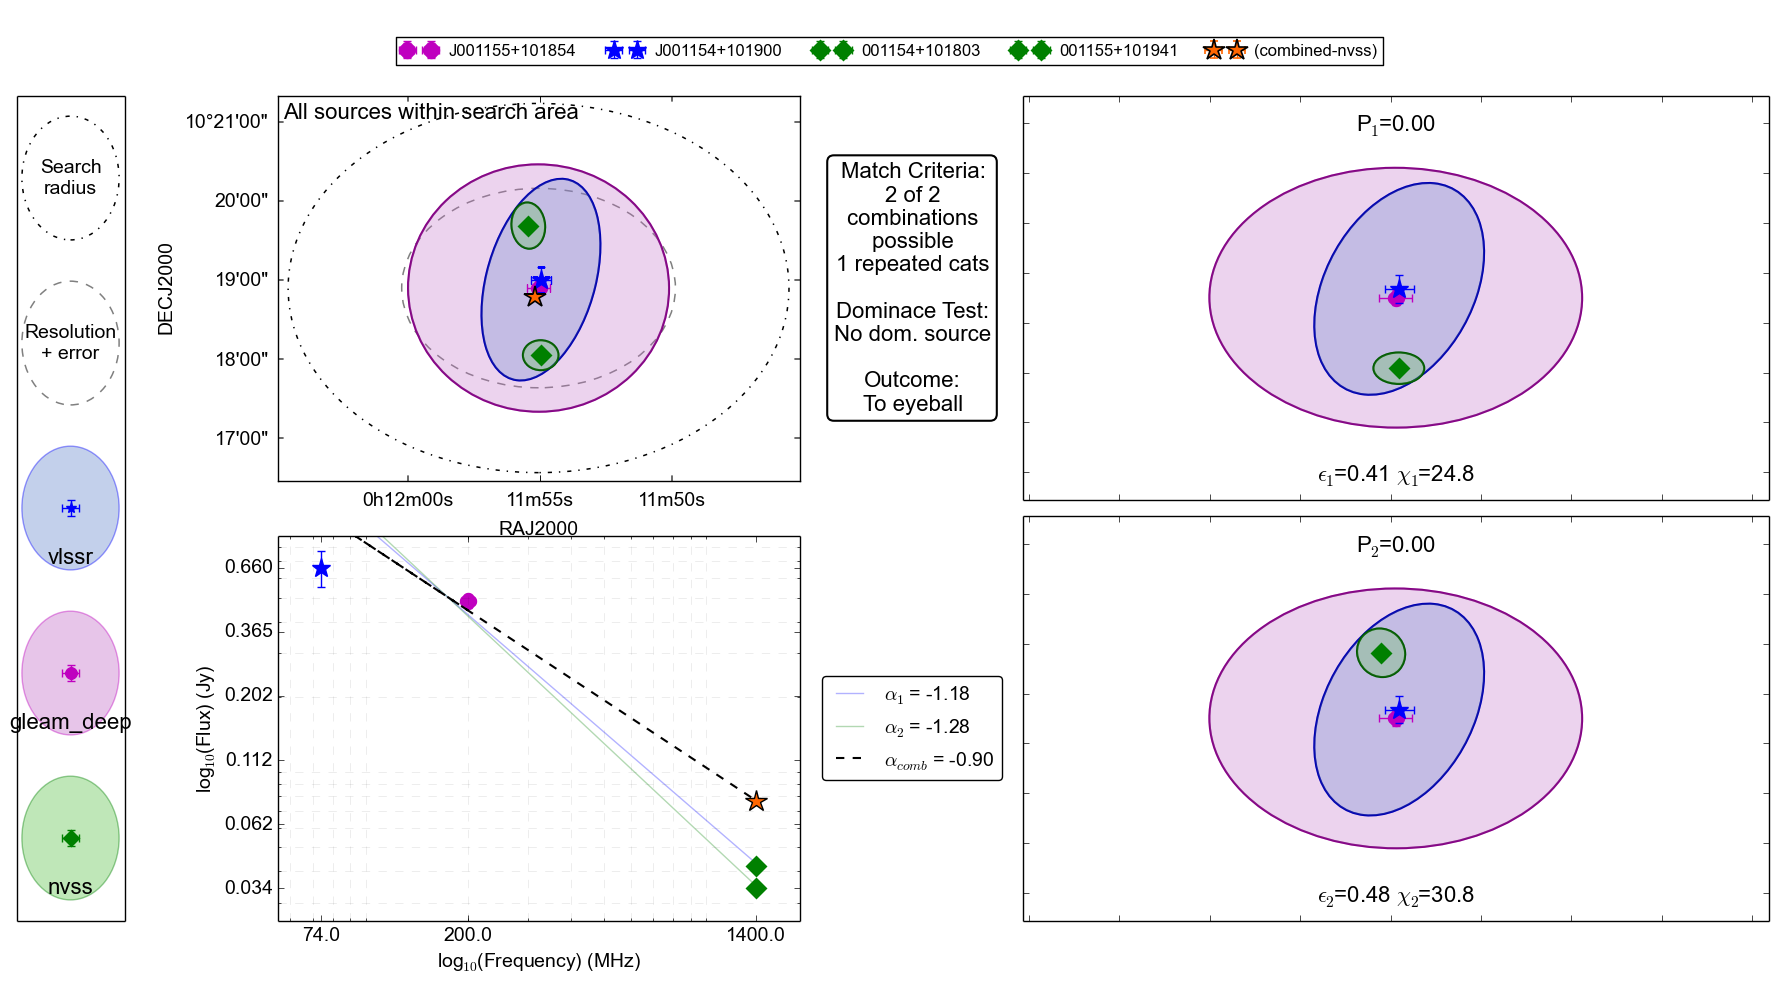 J001155+101854 J001154+101900 001154+101803 001155+101941 (combined-nvss)
Search
radius
Resolution
+ error
vlssr
gleam_deep
nvss
All sources within search area
DECJ2000
10°21'00"
20'00"
19'00"
18'00"
17'00"
0h12m00s 11m55s 11m50s
RAJ2000
Match Criteria:
2 of 2
combinations
possible
1 repeated cats
Dominace Test:
No dom. source
Outcome:
To eyeball
P₁=0.00
ϵ₁=0.41 χ₁=24.8
log₁₀(Flux) (Jy)
0.660
0.365
0.202
0.112
0.062
0.034
74.0 200.0 1400.0
log₁₀(Frequency) (MHz)
α₁ = -1.18
α₂ = -1.28
α_comb = -0.90
P₂=0.00
ϵ₂=0.48 χ₂=30.8